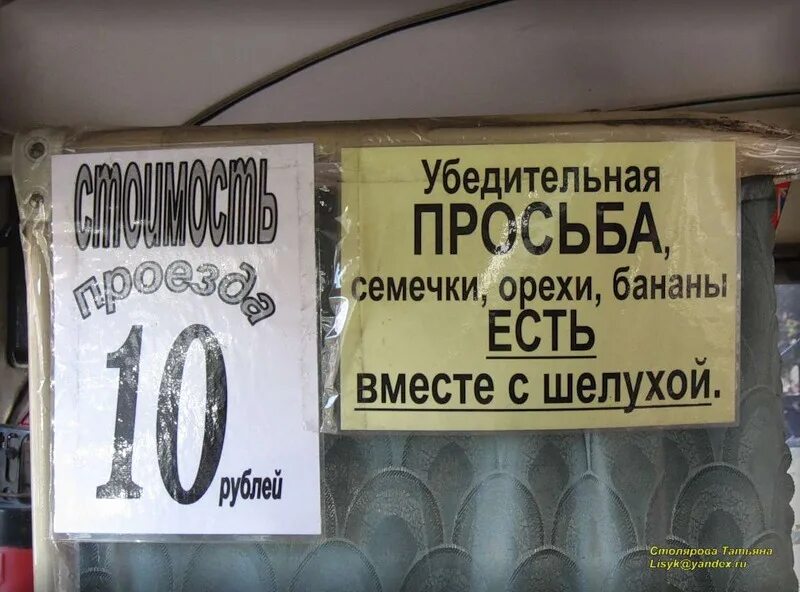 СТОИМОСТЬ
проезда
10
рублей
Убедительная
ПРОСЬБА,
семечки, орехи, бананы
ЕСТЬ
вместе с шелухой.
Столярова Татьяна
Lisyk@yandex.ru